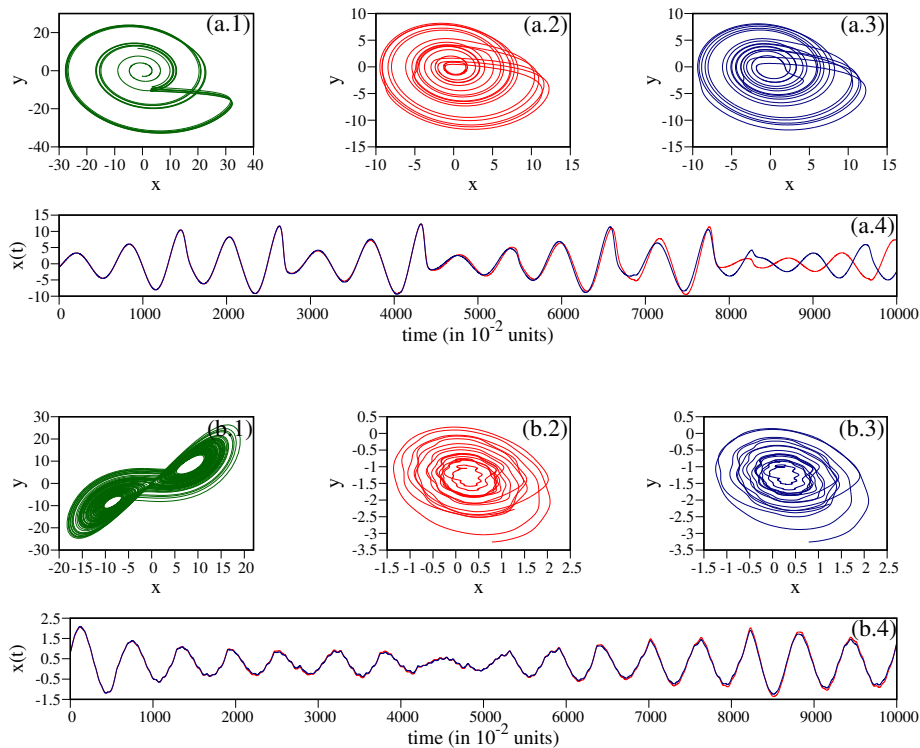 (a.1)
20
0
-20
-40
y
-30 -20 -10 0 10 20 30 40
x
(a.2)
10
5
0
-5
-10
-15
y
-10 -5 0 5 10 15
x
(a.3)
10
5
0
-5
-10
-15
y
-10 -5 0 5 10 15
x
(a.4)
15
10
5
0
-5
-10
x(t)
0 1000 2000 3000 4000 5000 6000 7000 8000 9000 10000
time (in 10⁻² units)
(b.1)
30
20
10
0
-10
-20
-30
y
-20 -15 -10 -5 0 5 10 15 20
x
(b.2)
0.5
0
-0.5
-1
-1.5
-2
-2.5
-3
-3.5
y
-1.5 -1 -0.5 0 0.5 1 1.5 2 2.5
x
(b.3)
0.5
0
-0.5
-1
-1.5
-2
-2.5
-3
-3.5
y
-1.5 -1 -0.5 0 0.5 1 1.5 2 2.5
x
(b.4)
2.5
1.5
0.5
-0.5
-1.5
x(t)
0 1000 2000 3000 4000 5000 6000 7000 8000 9000 10000
time (in 10⁻² units)